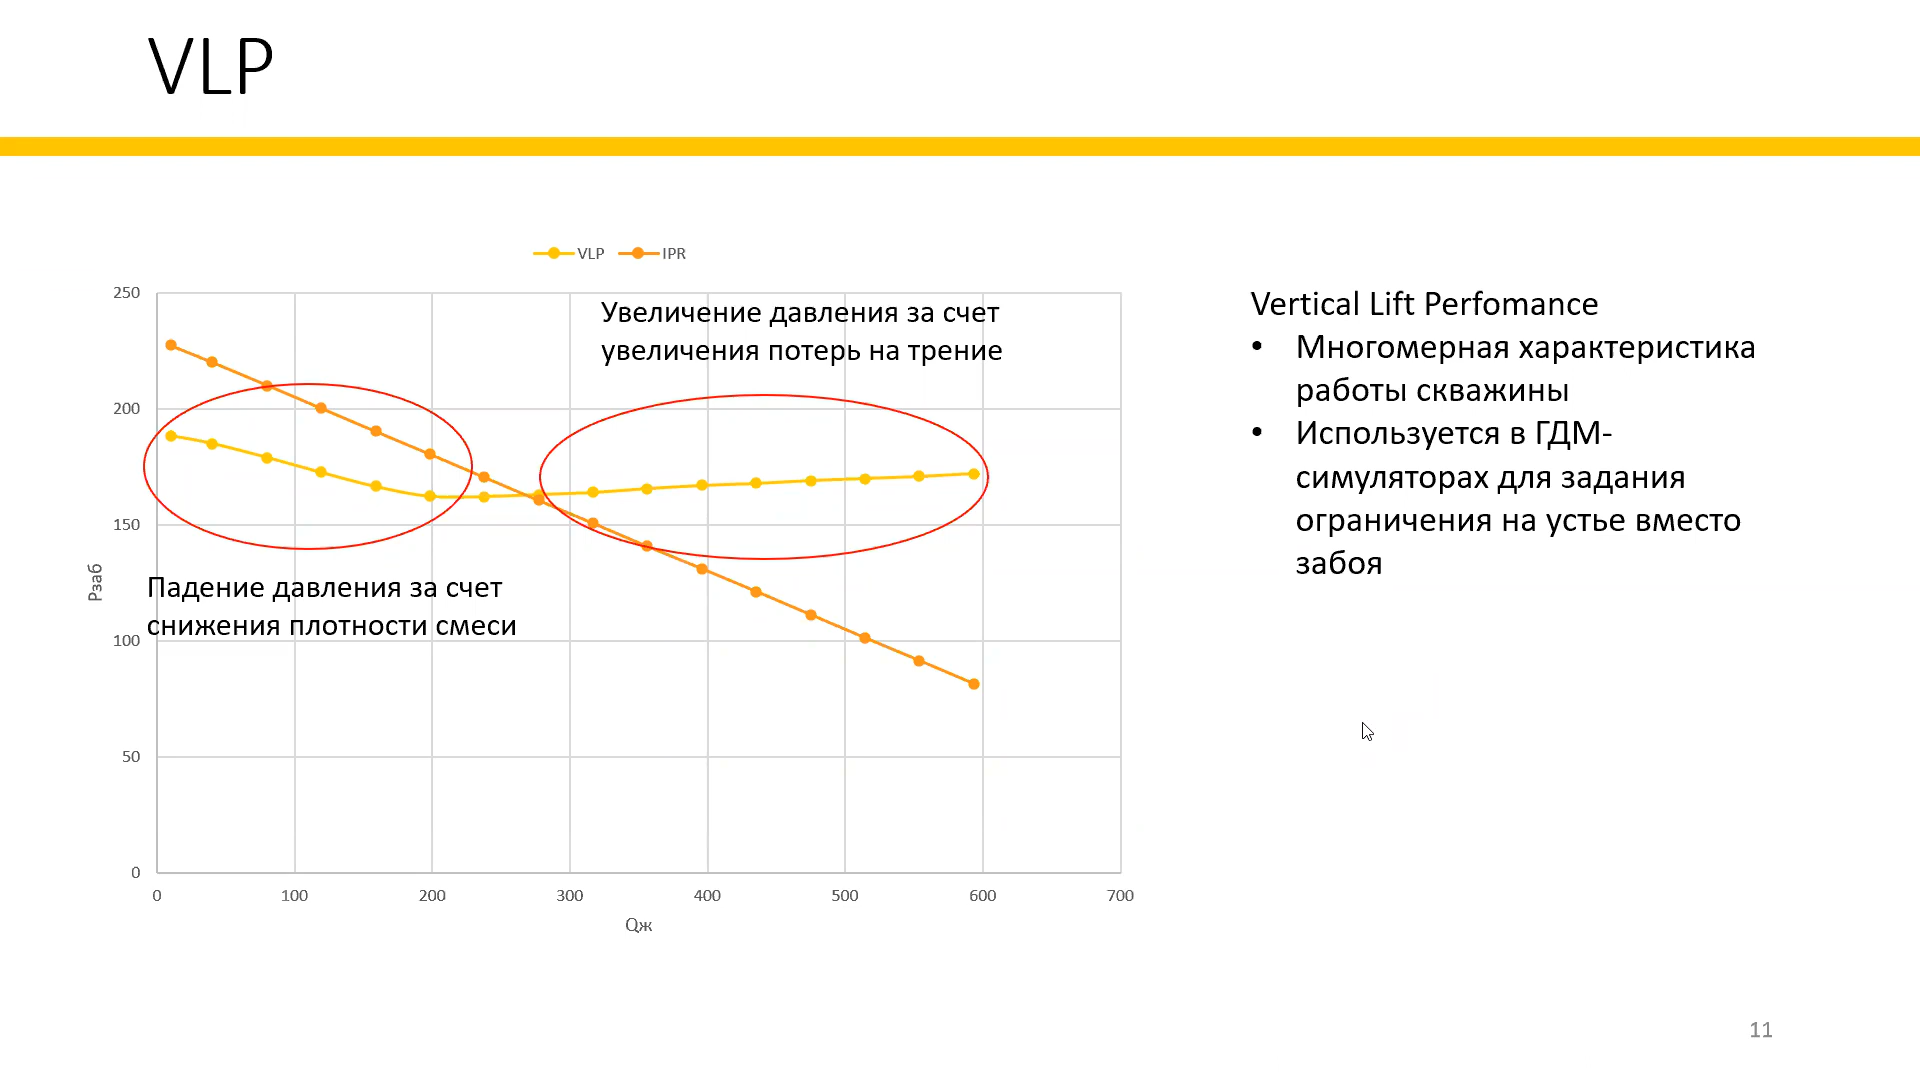 VLP
VLP IPR
250
200
150
100
50
0
Рзаб
Увеличение давления за счет
увеличения потерь на трение
Падение давления за счет
снижения плотности смеси
0 100 200 300 400 500 600 700
Qж
Vertical Lift Perfomance
• Многомерная характеристика
работы скважины
• Используется в ГДМ-
симуляторах для задания
ограничения на устье вместо
забоя
11